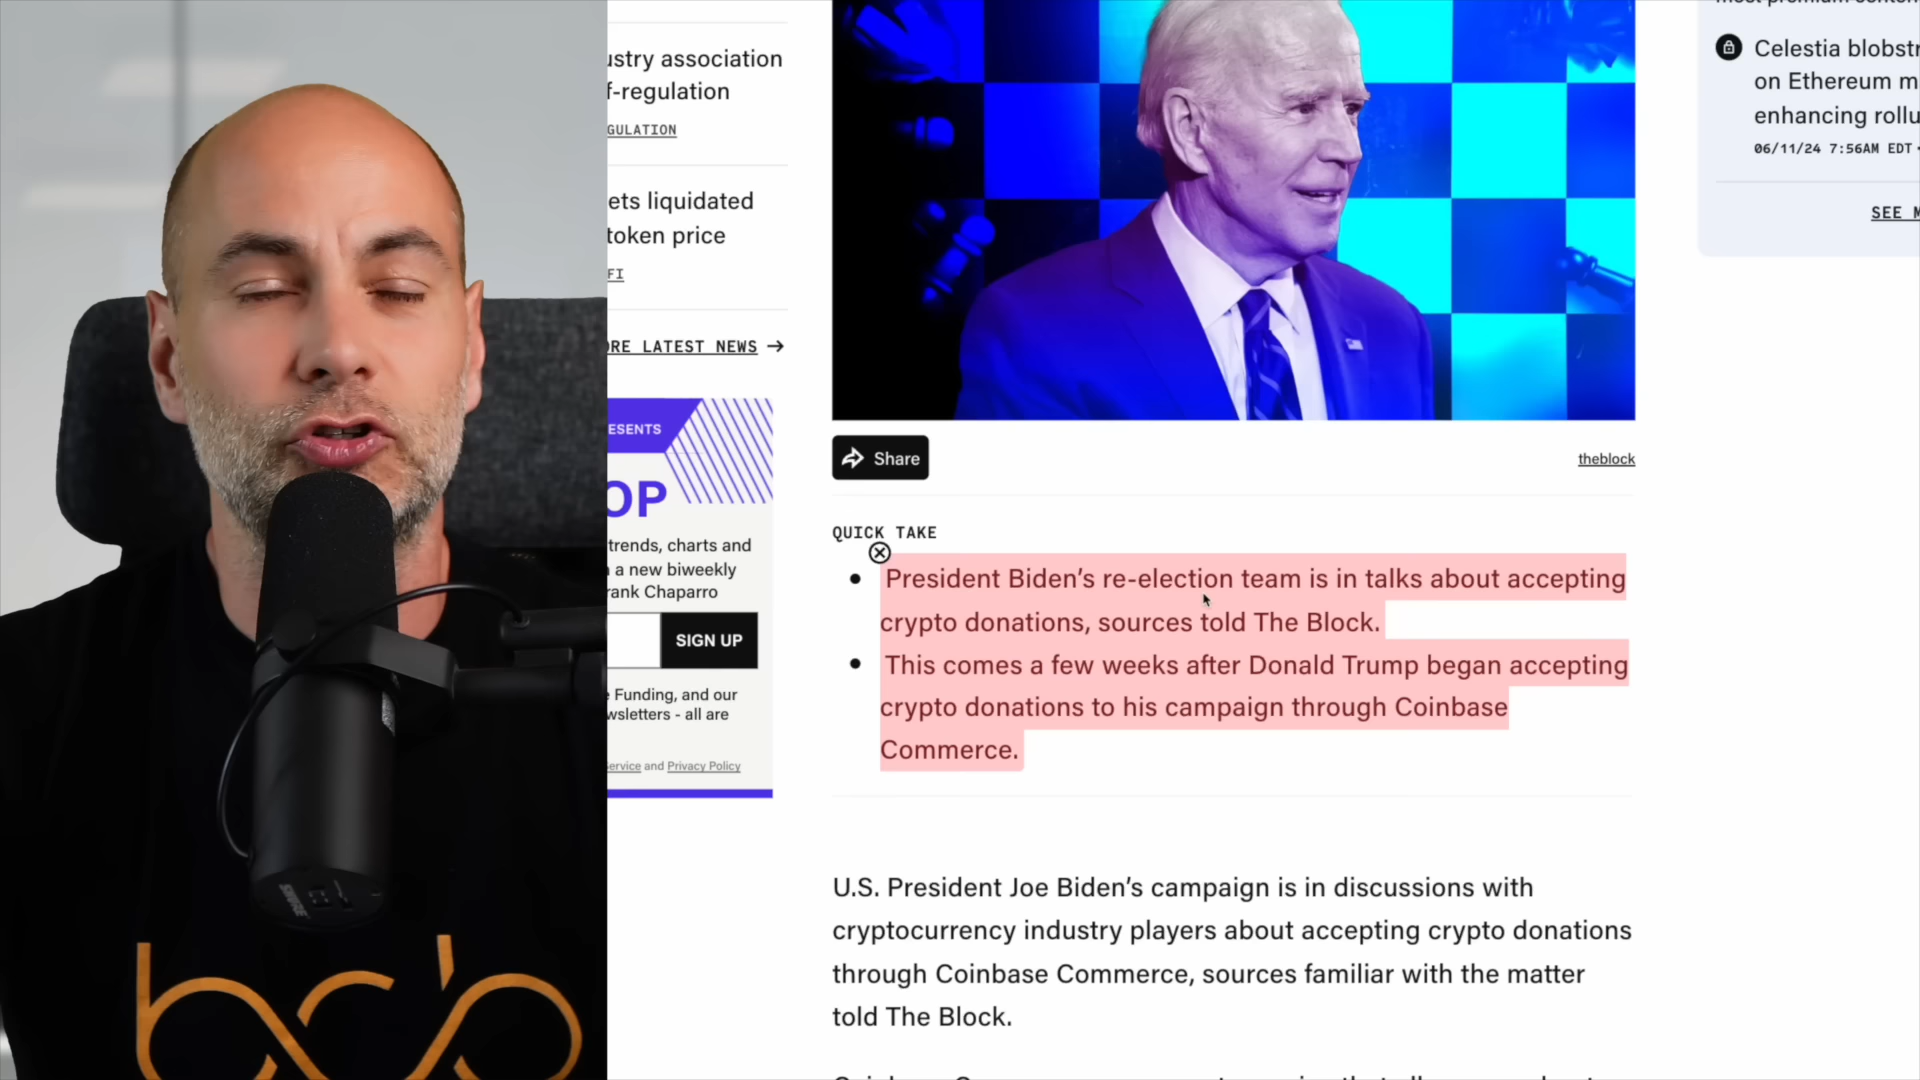 ustry association
f-regulation
GULATION
ets liquidated
token price
FI
ORE LATEST NEWS →
ESENTS
OP
trends, charts and
a new biweekly
rank Chaparro
SIGN UP
Funding, and our
wsletters - all are
ervice and Privacy Policy
SHURE
bcb
Share
theblock
QUICK TAKE
• President Biden’s re-election team is in talks about accepting
crypto donations, sources told The Block.
• This comes a few weeks after Donald Trump began accepting
crypto donations to his campaign through Coinbase
Commerce.
U.S. President Joe Biden’s campaign is in discussions with
cryptocurrency industry players about accepting crypto donations
through Coinbase Commerce, sources familiar with the matter
told The Block.
Celestia blobstr
on Ethereum m
enhancing rollu
06/11/24 7:56AM EDT •
SEE M